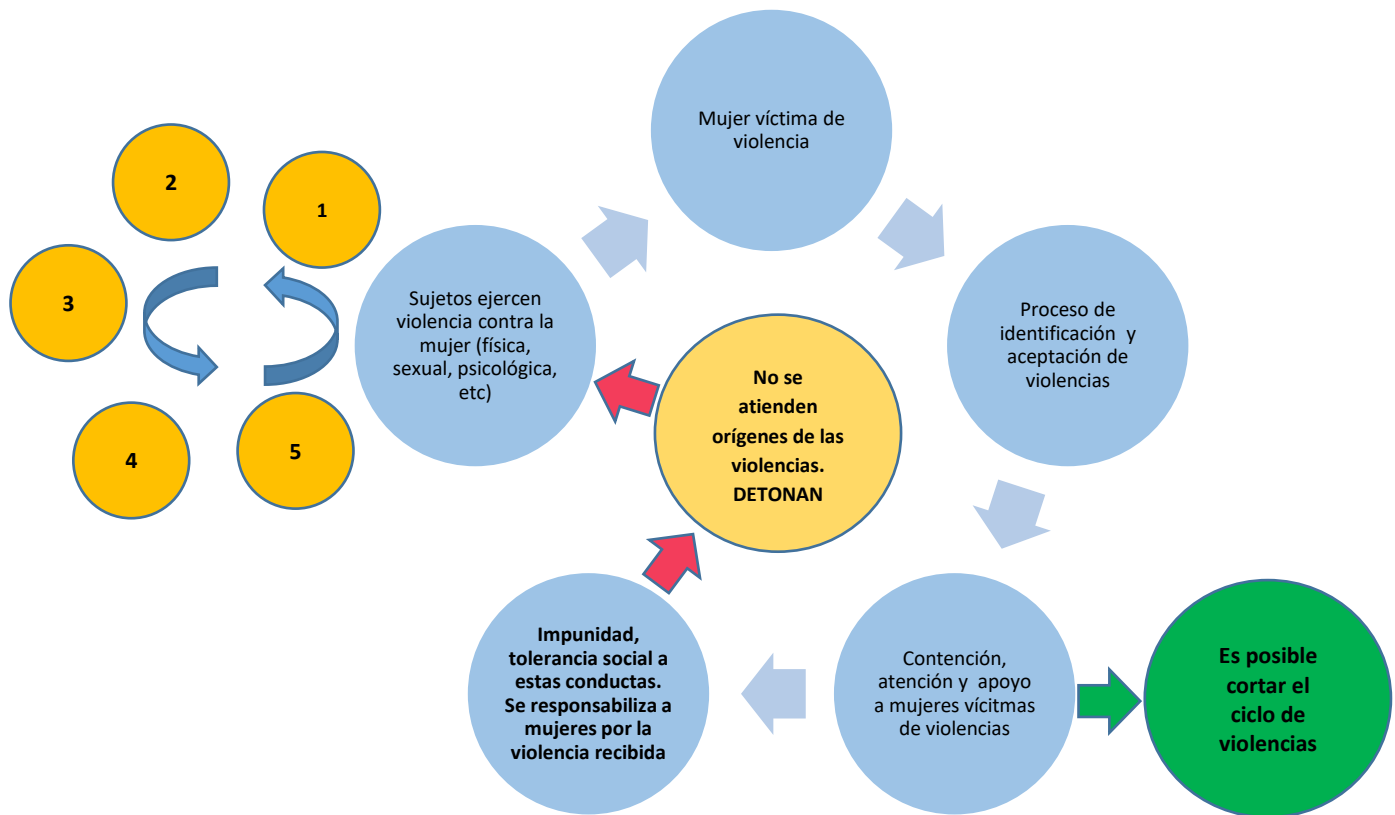 Mujer víctima de
violencia
2
1
3
4
5
Sujetos ejercen
violencia contra la
mujer (física,
sexual, psicológica,
etc)
Proceso de
identificación y
aceptación de
violencias
No se
atienden
orígenes de las
violencias.
DETONAN
Impunidad,
tolerancia social a
estas conductas.
Se responsabiliza a
mujeres por la
violencia recibida
Contención,
atención y apoyo
a mujeres vícitmas
de violencias
Es posible
cortar el
ciclo de
violencias